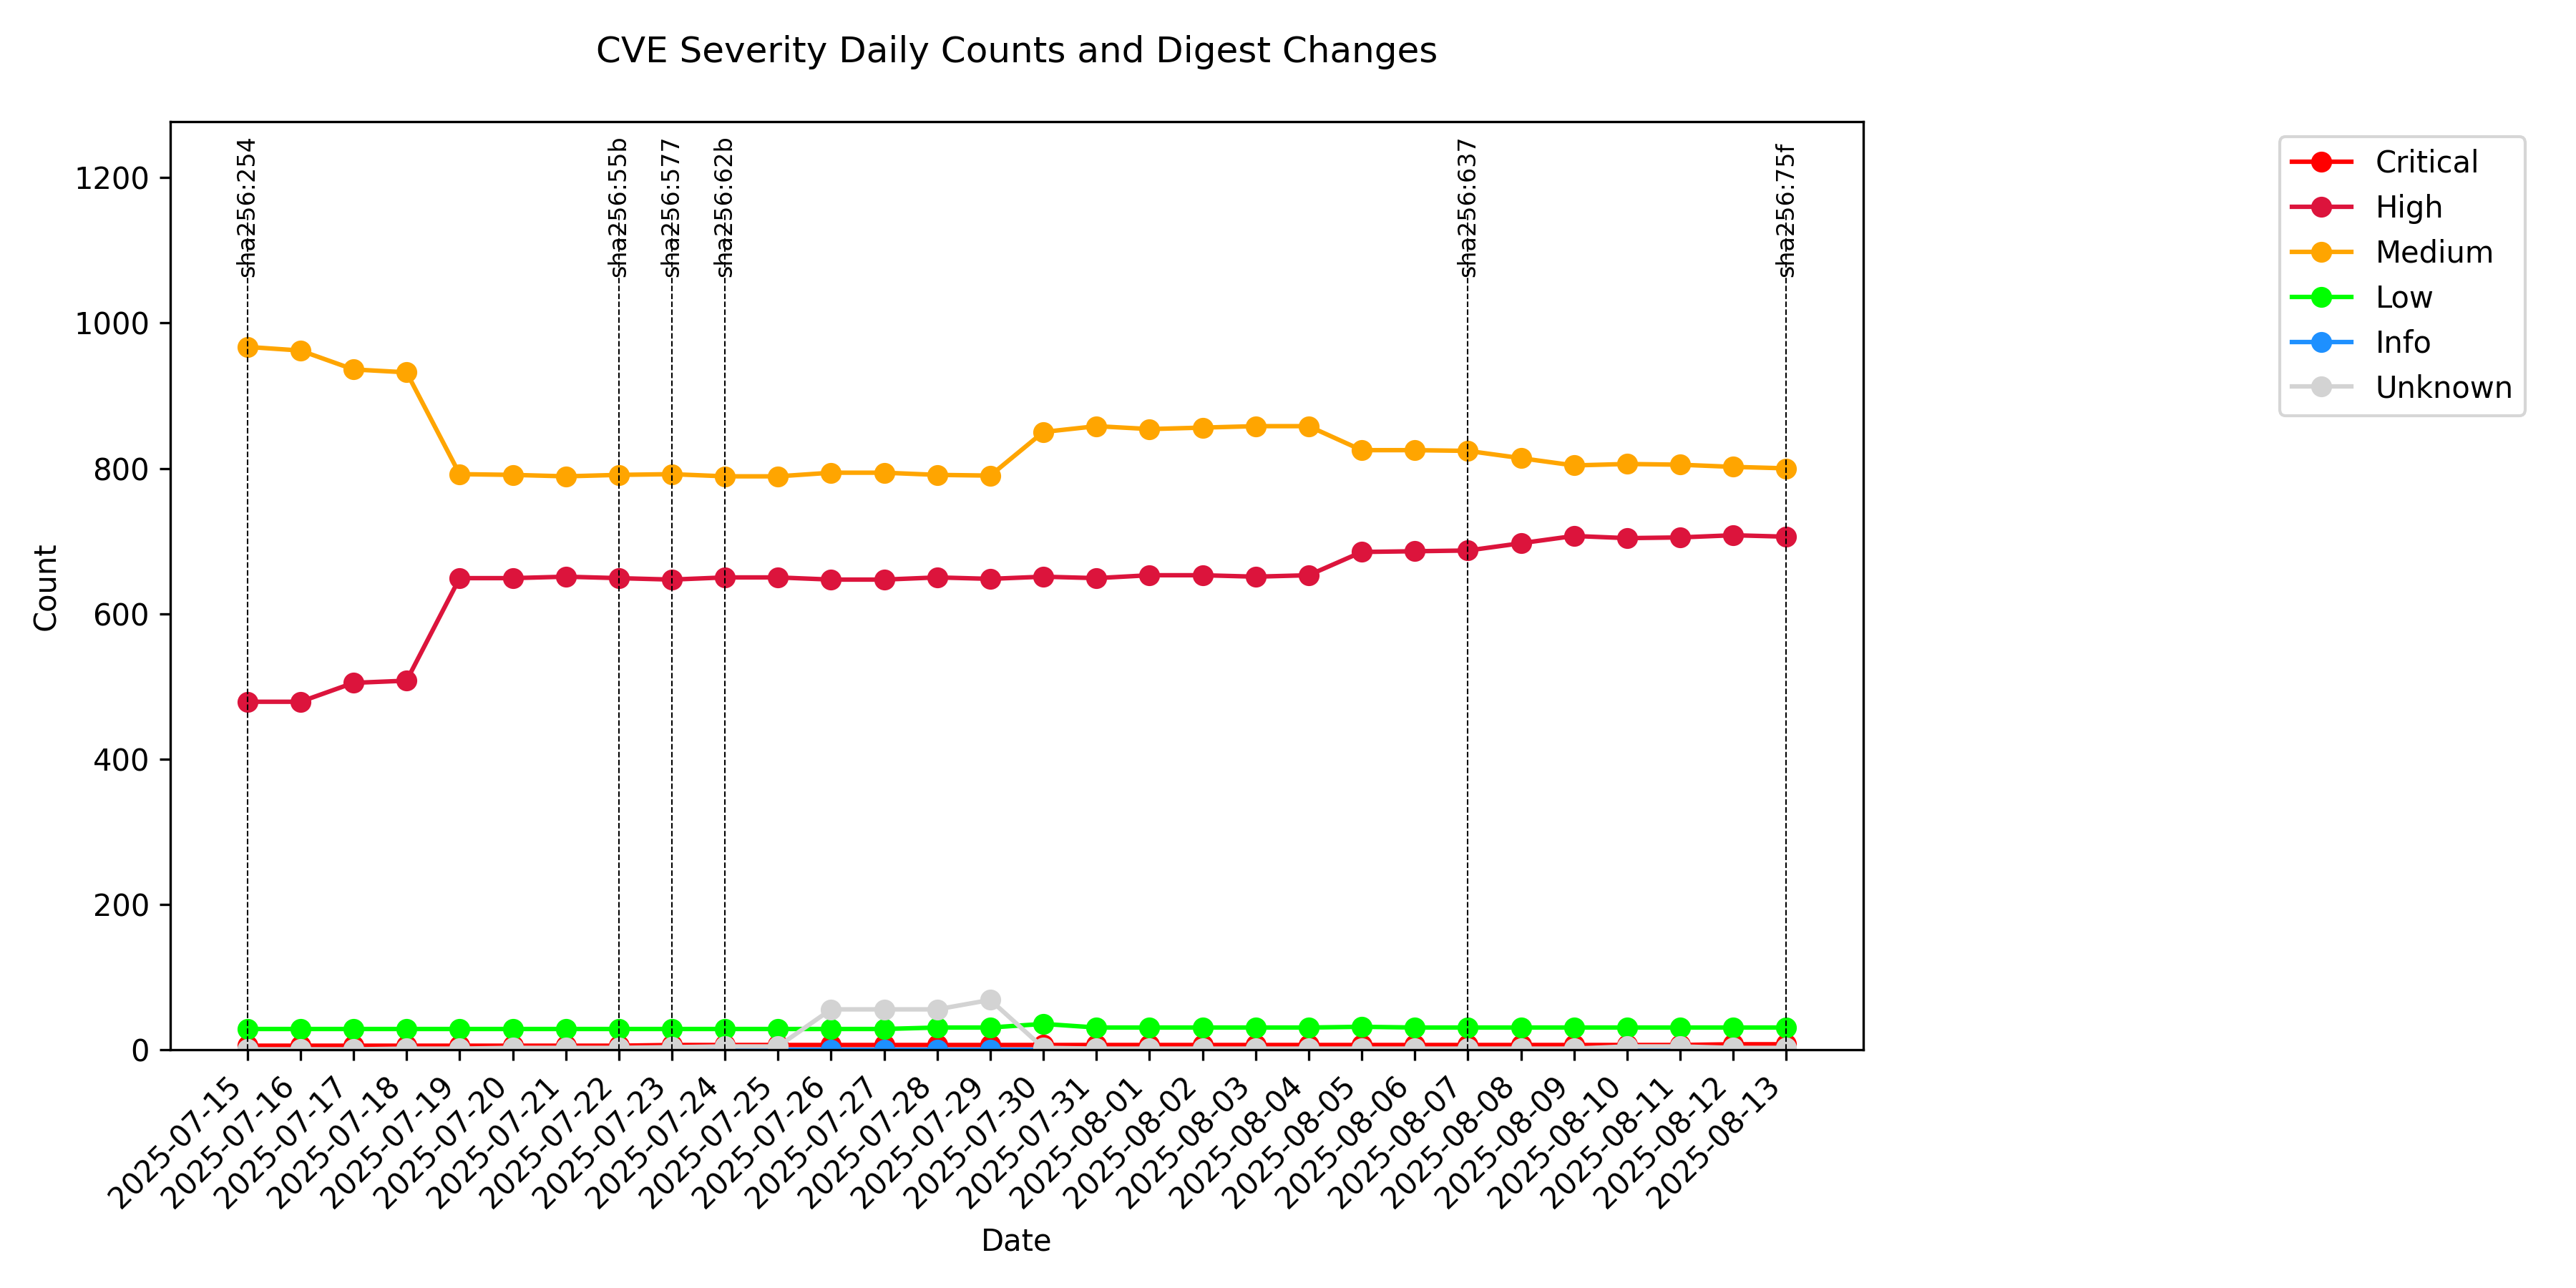 CVE Severity Daily Counts and Digest Changes
sha256:254
sha256:55b
sha256:577
sha256:62b
sha256:637
sha256:75f
Critical
High
Medium
Low
Info
Unknown
1200
1000
800
600
400
200
0
Count
2025-07-15
2025-07-16
2025-07-17
2025-07-18
2025-07-19
2025-07-20
2025-07-21
2025-07-22
2025-07-23
2025-07-24
2025-07-25
2025-07-26
2025-07-27
2025-07-28
2025-07-29
2025-07-30
2025-07-31
2025-08-01
2025-08-02
2025-08-03
2025-08-04
2025-08-05
2025-08-06
2025-08-07
2025-08-08
2025-08-09
2025-08-10
2025-08-11
2025-08-12
2025-08-13
Date